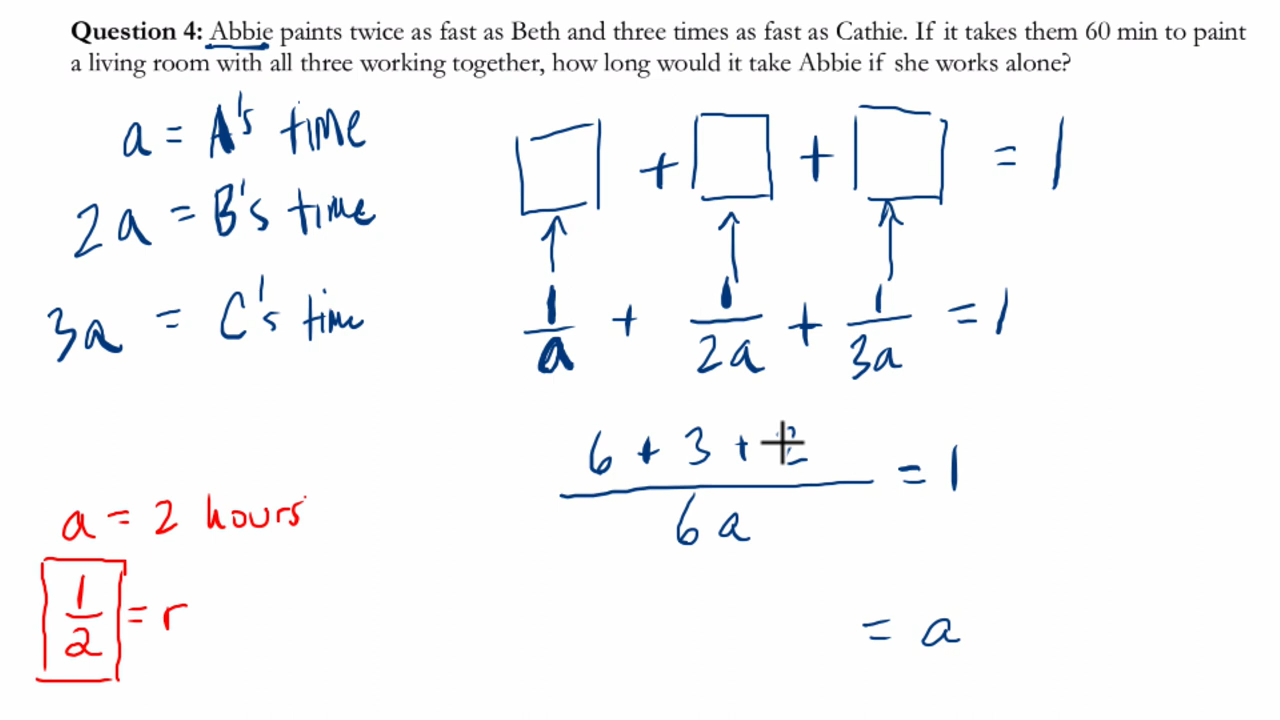 Question 4: Abbie paints twice as fast as Beth and three times as fast as Cathie. If it takes them 60 min to paint
a living room with all three working together, how long would it take Abbie if she works alone?
a = A's time
2a = B's time
3a = C's time
□ + □ + □ = 1
1/a + 1/2a + 1/3a = 1
6 + 3 + 2 / 6a = 1
= a
a = 2 hours
1/2 = r